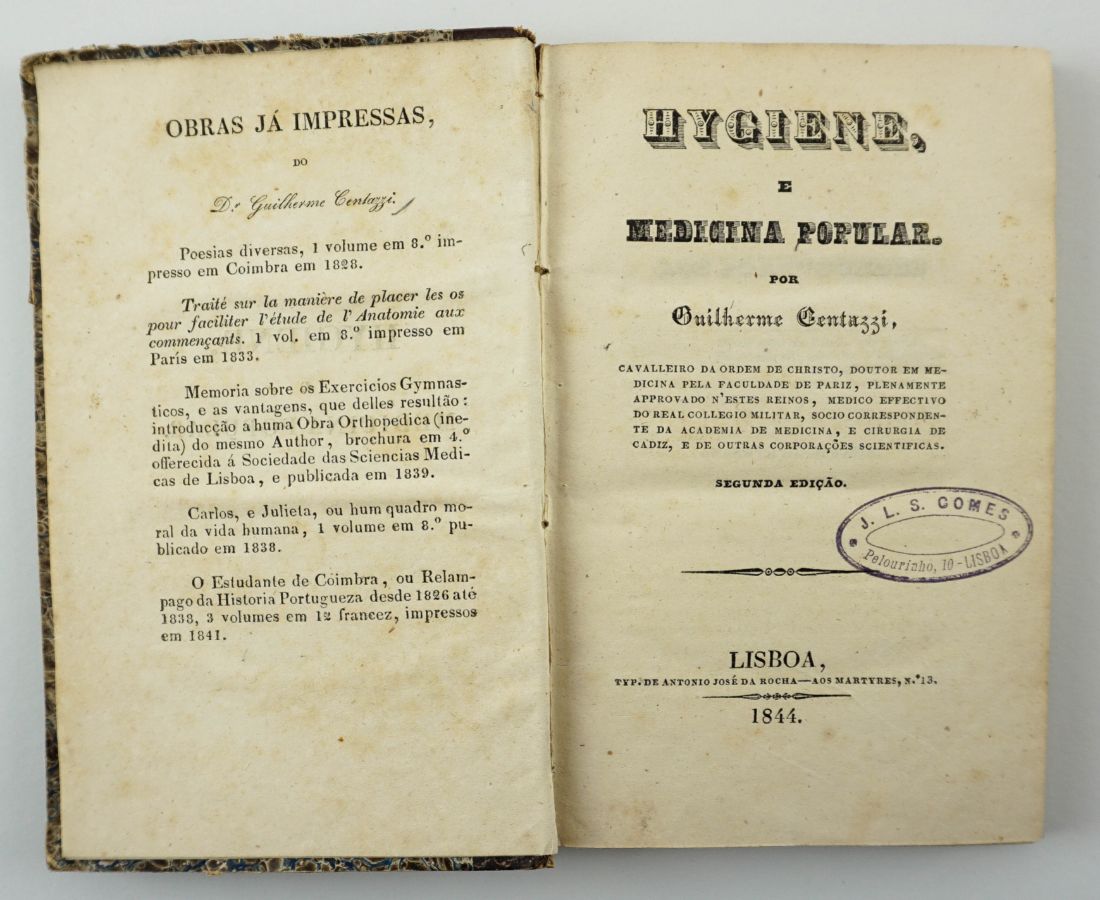 OBRAS JÁ IMPRESSAS,
DO
Dr Guilherme Centazzi.
Poesias diversas, 1 volume em 8.º im-
presso em Coimbra em 1828.
Traité sur la manière de placer les os
pour faciliter l'étude de l'Anatomie aux
commençants. 1 vol. em 8.º impresso em
París em 1833.
Memoria sobre os Exercicios Gymnas-
ticos, e as vantagens, que delles resultão:
introducção a huma Obra Orthopedica (ine-
dita) do mesmo Author, brochura em 4.º
offerecida á Sociedade das Sciencias Medi-
cas de Lisboa, e publicada em 1839.
Carlos, e Julieta, ou hum quadro mo-
ral da vida humana, 1 volume em 8.º pu-
blicado em 1838.
O Estudante de Coimbra, ou Relam-
pago da Historia Portugueza desde 1826 até
1838, 3 volumes em 12 francez, impressos
em 1841.
HYGIENE,
E
MEDICINA POPULAR.
POR
Guilherme Centazzi,
CAVALLEIRO DA ORDEM DE CHRISTO, DOUTOR EM ME-
DICINA PELA FACULDADE DE PARIZ, PLENAMENTE
APPROVADO N'ESTES REINOS, MEDICO EFFECTIVO
DO REAL COLLEGIO MILITAR, SOCIO CORRESPONDEN-
TE DA ACADEMIA DE MEDICINA, E CIRURGIA DE
CADIZ, E DE OUTRAS CORPORAÇÕES SCIENTIFICAS.
SEGUNDA EDIÇÃO.
J. L. S. GOMES
Pelourinho, 10 - LISBOA
LISBOA,
TYP. DE ANTONIO JOSÉ DA ROCHA—AOS MARTYRES, N.º 13.
1844.